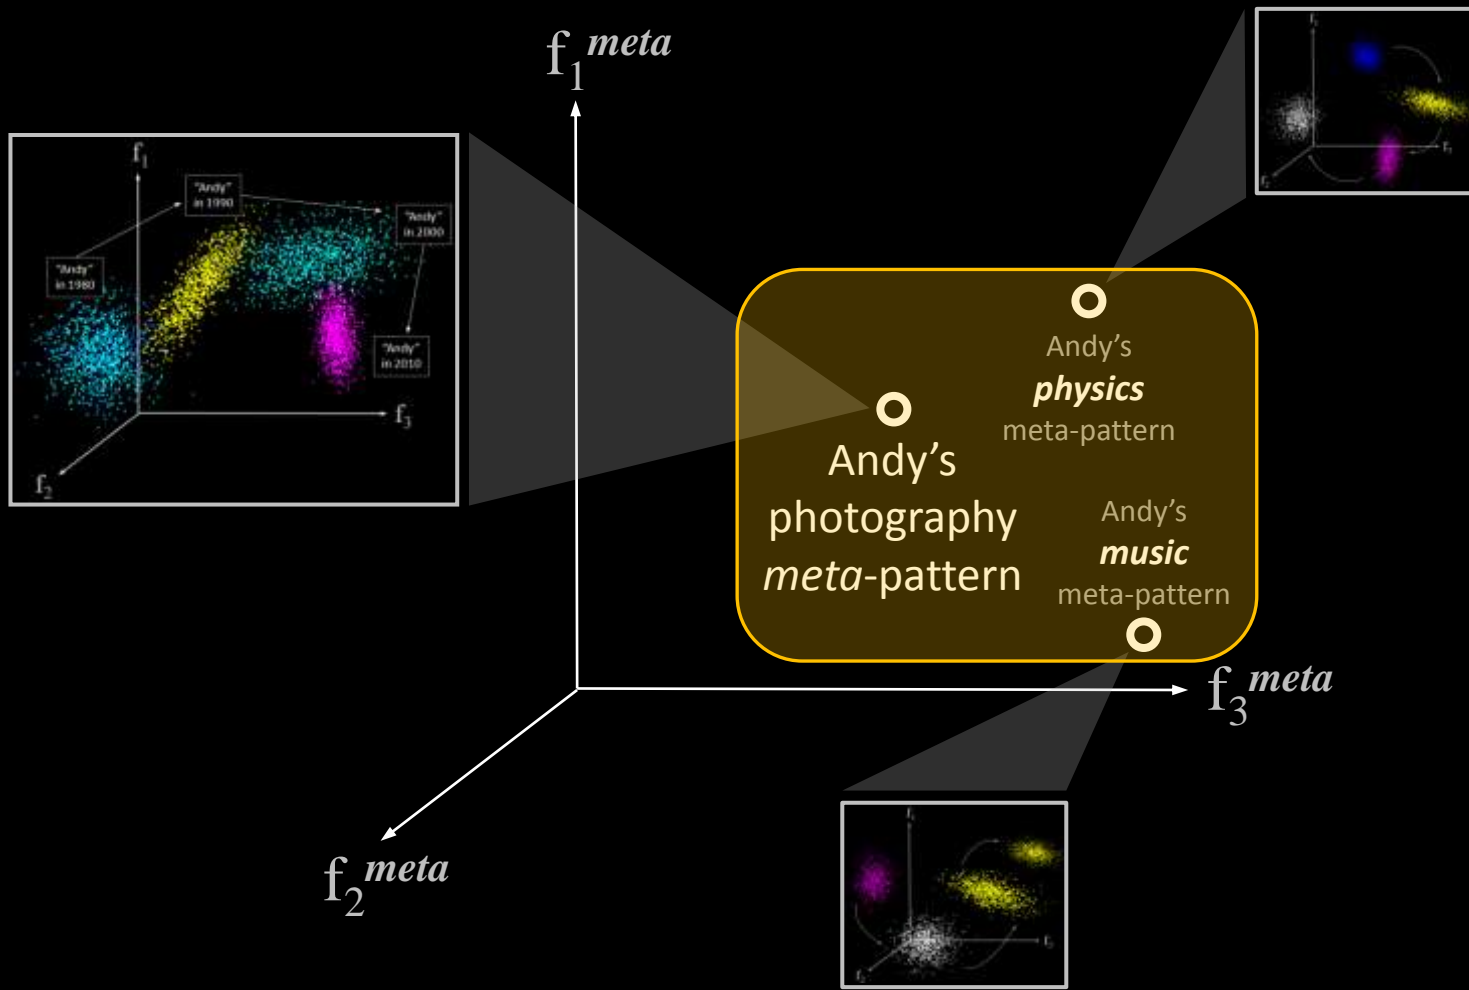 f₁ᵐᵉᵗᵃ
f₁
"Andy"
in 1990
"Andy"
in 2000
"Andy"
in 1980
"Andy"
in 2010
f₃
f₂
Andy's
physics
meta-pattern
Andy's
photography
meta-pattern
Andy's
music
meta-pattern
f₃ᵐᵉᵗᵃ
f₂ᵐᵉᵗᵃ